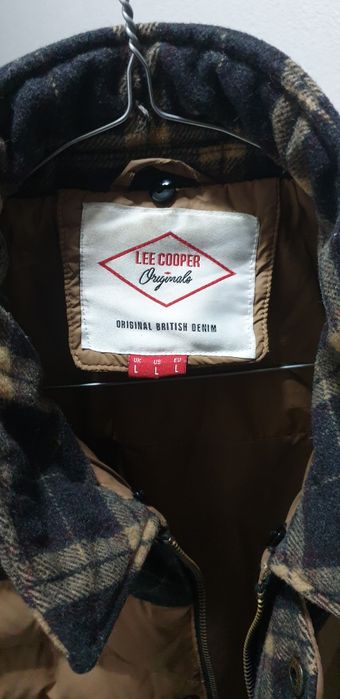 LEE COOPER
Originals
ORIGINAL BRITISH DENIM
UK US EU
L L L